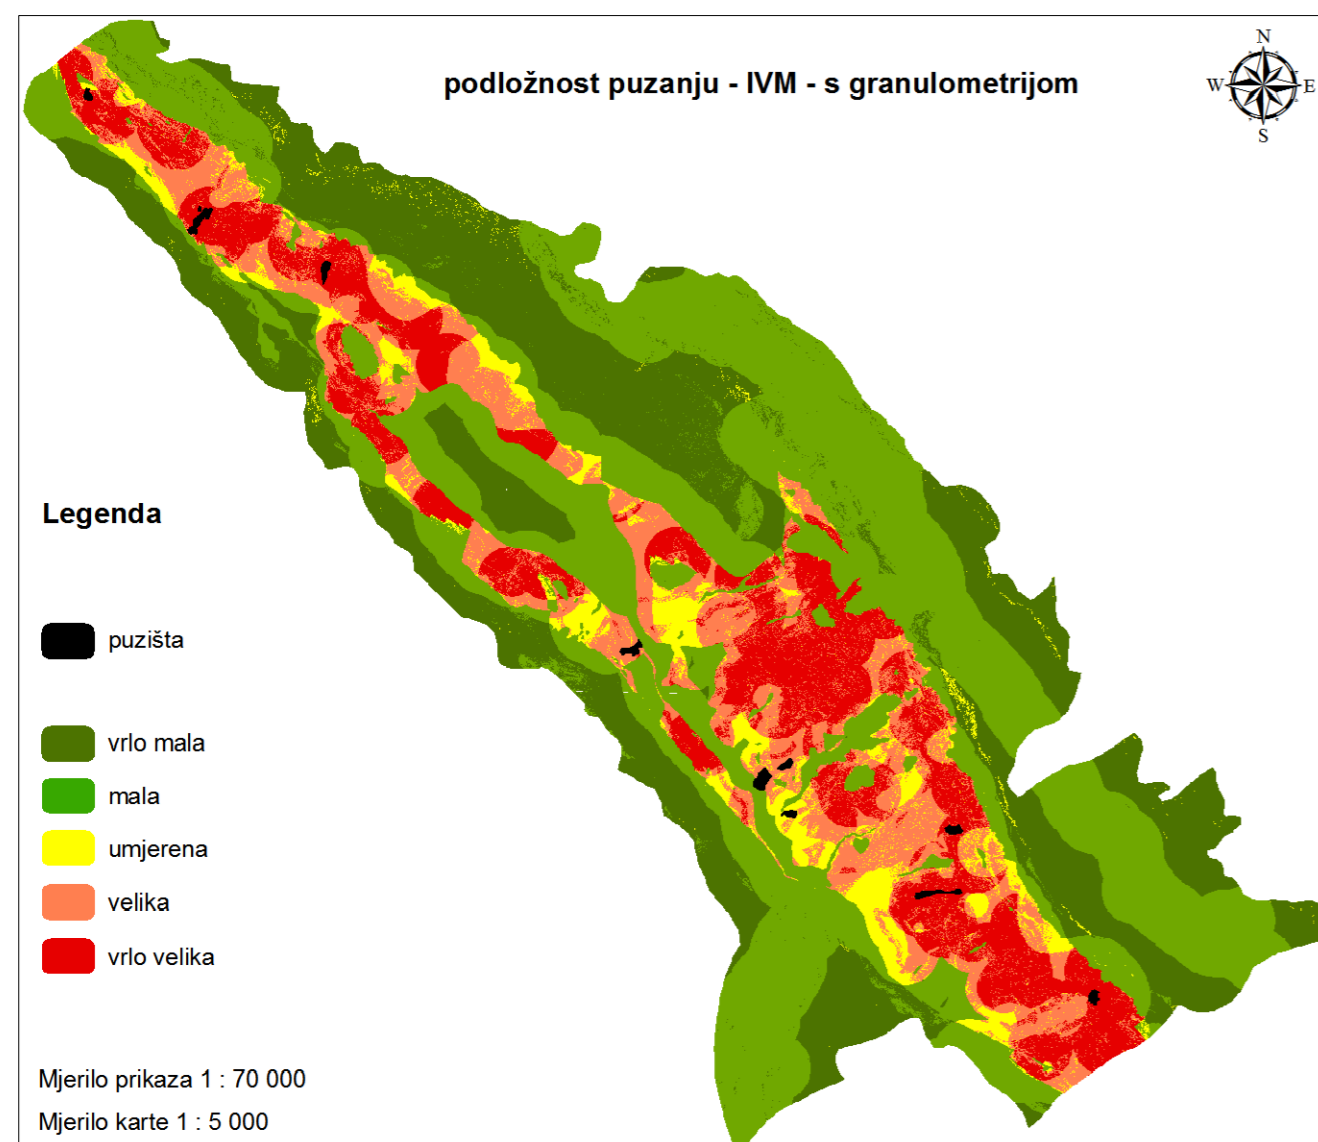 podložnost puzanju - IVM - s granulometrijom
N
W
E
S
Legenda
puzišta
vrlo mala
mala
umjerena
velika
vrlo velika
Mjerilo prikaza 1 : 70 000
Mjerilo karte 1 : 5 000